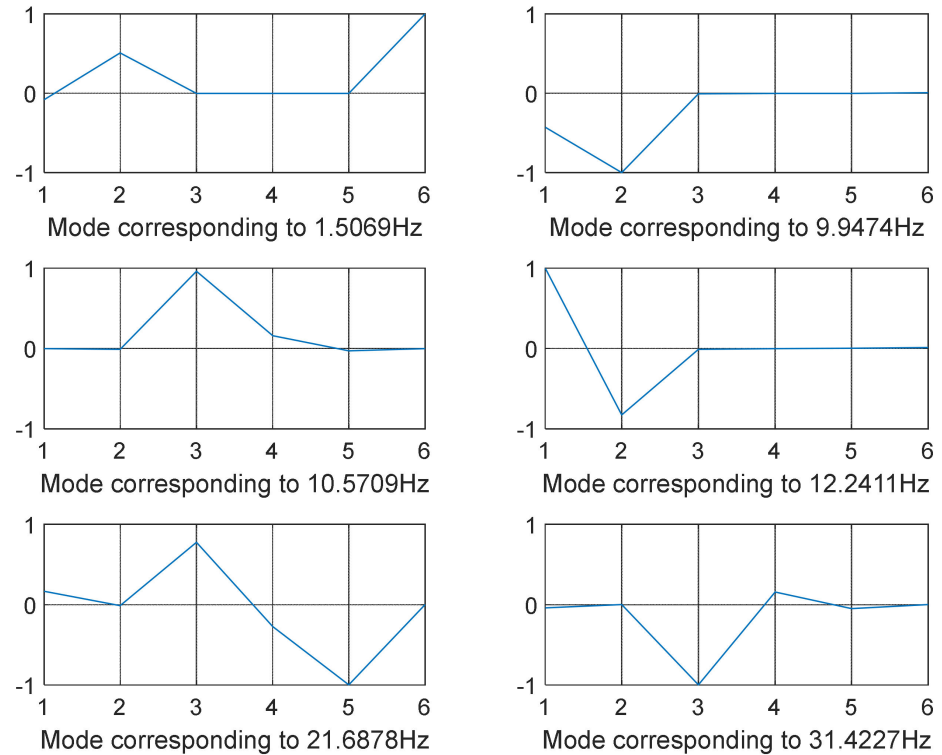 1
0
-1
1 2 3 4 5 6
Mode corresponding to 1.5069Hz
1
0
-1
1 2 3 4 5 6
Mode corresponding to 9.9474Hz
1
0
-1
1 2 3 4 5 6
Mode corresponding to 10.5709Hz
1
0
-1
1 2 3 4 5 6
Mode corresponding to 12.2411Hz
1
0
-1
1 2 3 4 5 6
Mode corresponding to 21.6878Hz
1
0
-1
1 2 3 4 5 6
Mode corresponding to 31.4227Hz